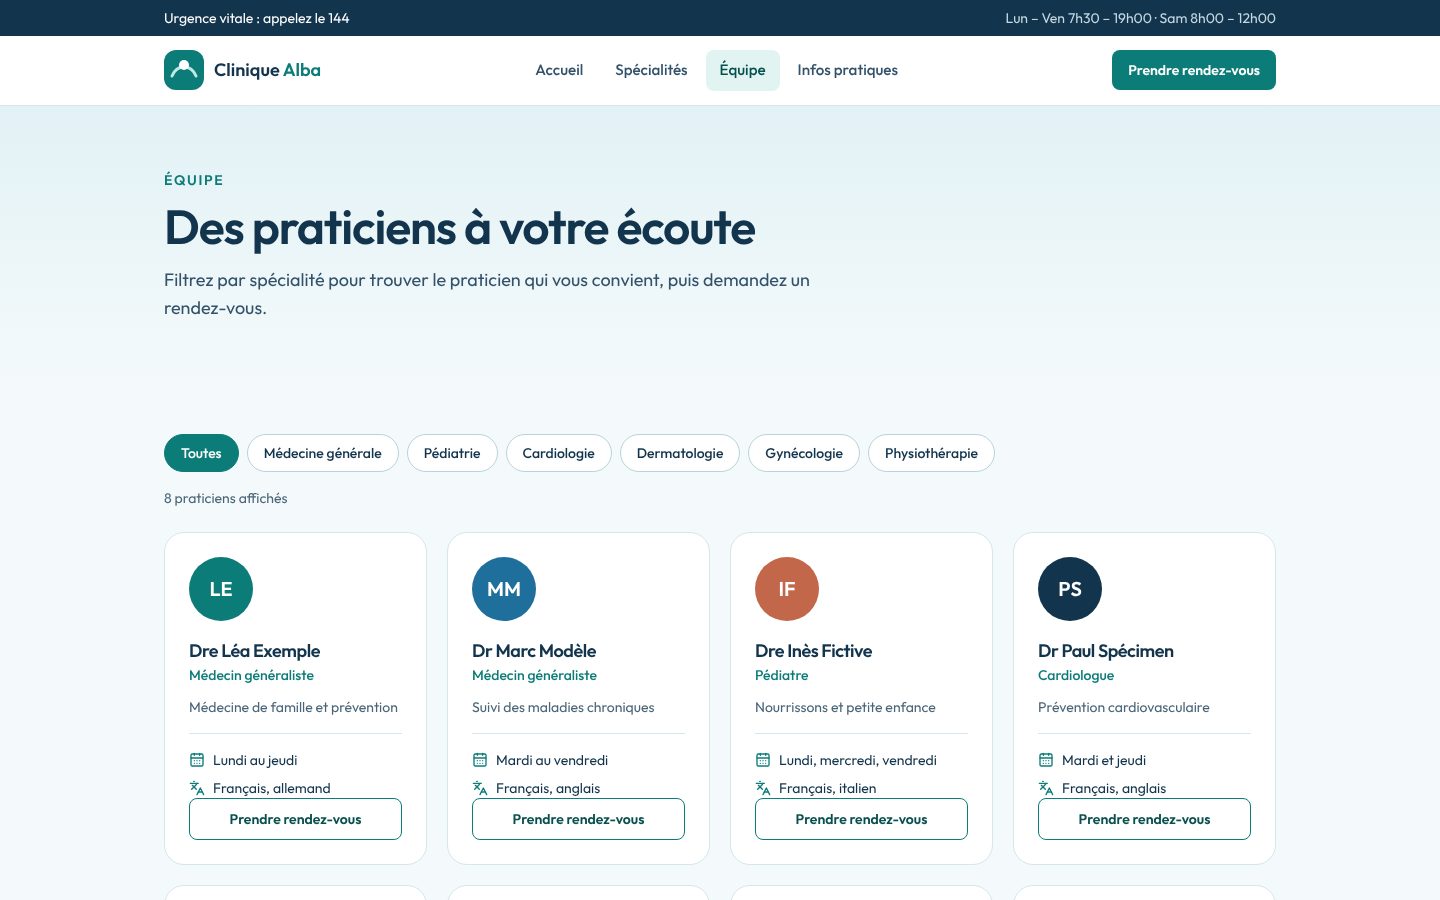 Urgence vitale : appelez le 144
Lun – Ven 7h30 – 19h00 · Sam 8h00 – 12h00
Clinique Alba
Accueil
Spécialités
Équipe
Infos pratiques
Prendre rendez-vous
ÉQUIPE
Des praticiens à votre écoute
Filtrez par spécialité pour trouver le praticien qui vous convient, puis demandez un
rendez-vous.
Toutes
Médecine générale
Pédiatrie
Cardiologie
Dermatologie
Gynécologie
Physiothérapie
8 praticiens affichés
LE
Dre Léa Exemple
Médecin généraliste
Médecine de famille et prévention
Lundi au jeudi
Français, allemand
Prendre rendez-vous
MM
Dr Marc Modèle
Médecin généraliste
Suivi des maladies chroniques
Mardi au vendredi
Français, anglais
Prendre rendez-vous
IF
Dre Inès Fictive
Pédiatre
Nourrissons et petite enfance
Lundi, mercredi, vendredi
Français, italien
Prendre rendez-vous
PS
Dr Paul Spécimen
Cardiologue
Prévention cardiovasculaire
Mardi et jeudi
Français, anglais
Prendre rendez-vous